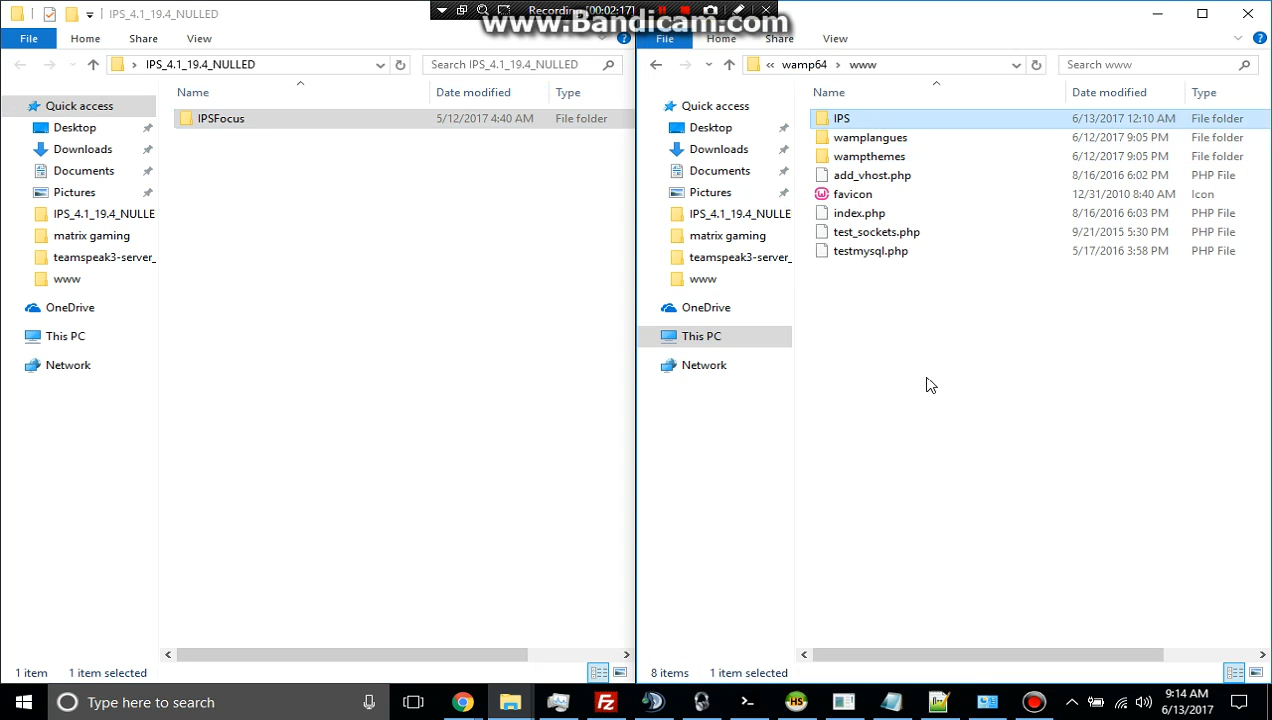 IPS_4.1_19.4_NULLED
Recording [00:02:17]
www.Bandicam.com
File Home Share View
File Home Share View
IPS_4.1_19.4_NULLED
Search IPS_4.1_19.4_NULLED
« wamp64 › www
Search www
Name Date modified Type
Name Date modified Type
Quick access
Desktop
Downloads
Documents
Pictures
IPS_4.1_19.4_NULLE
matrix gaming
teamspeak3-server_
www
OneDrive
This PC
Network
IPSFocus 5/12/2017 4:40 AM File folder
Quick access
Desktop
Downloads
Documents
Pictures
IPS_4.1_19.4_NULLE
matrix gaming
teamspeak3-server_
www
OneDrive
This PC
Network
IPS 6/13/2017 12:10 AM File folder
wamplangues 6/12/2017 9:05 PM File folder
wampthemes 6/12/2017 9:05 PM File folder
add_vhost.php 8/16/2016 6:02 PM PHP File
favicon 12/31/2010 8:40 AM Icon
index.php 8/16/2016 6:03 PM PHP File
test_sockets.php 9/21/2015 5:30 PM PHP File
testmysql.php 5/17/2016 3:58 PM PHP File
1 item 1 item selected
8 items 1 item selected
Type here to search
Fz
HS
9:14 AM
6/13/2017